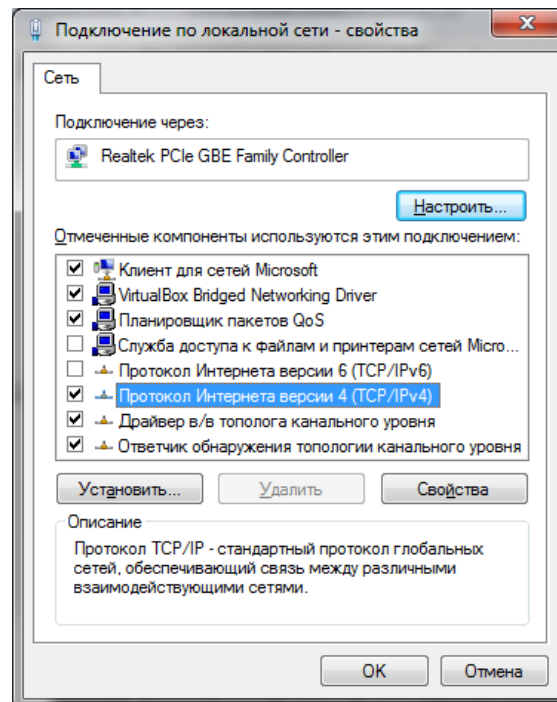 Подключение по локальной сети - свойства
Сеть
Подключение через:
Realtek PCIe GBE Family Controller
Настроить...
Отмеченные компоненты используются этим подключением:
Клиент для сетей Microsoft
VirtualBox Bridged Networking Driver
Планировщик пакетов QoS
Служба доступа к файлам и принтерам сетей Micro...
Протокол Интернета версии 6 (TCP/IPv6)
Протокол Интернета версии 4 (TCP/IPv4)
Драйвер в/в тополога канального уровня
Ответчик обнаружения топологии канального уровня
Установить...
Удалить
Свойства
Описание
Протокол TCP/IP - стандартный протокол глобальных
сетей, обеспечивающий связь между различными
взаимодействующими сетями.
OK
Отмена